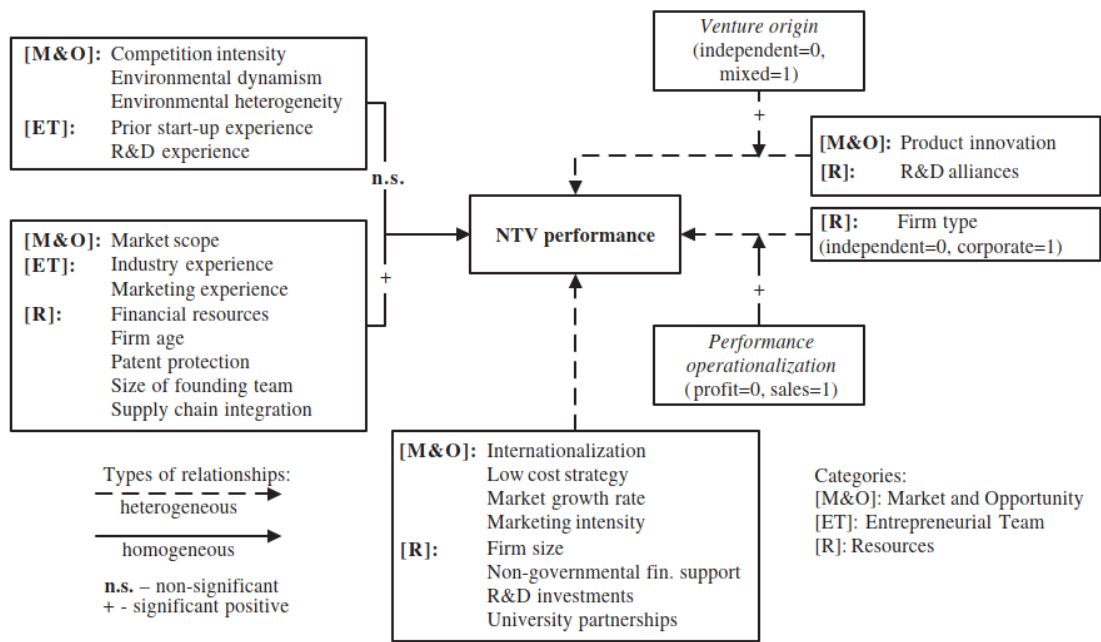 [M&O]: Competition intensity
Environmental dynamism
Environmental heterogeneity
[ET]: Prior start-up experience
R&D experience
n.s.
[M&O]: Market scope
[ET]: Industry experience
Marketing experience
[R]: Financial resources
Firm age
Patent protection
Size of founding team
Supply chain integration
+
NTV performance
Venture origin
(independent=0,
mixed=1)
+
[M&O]: Product innovation
[R]: R&D alliances
[R]: Firm type
(independent=0, corporate=1)
+
Performance
operationalization
(profit=0, sales=1)
[M&O]: Internationalization
Low cost strategy
Market growth rate
Marketing intensity
[R]: Firm size
Non-governmental fin. support
R&D investments
University partnerships
Types of relationships:
heterogeneous
homogeneous
n.s. – non-significant
+ - significant positive
Categories:
[M&O]: Market and Opportunity
[ET]: Entrepreneurial Team
[R]: Resources